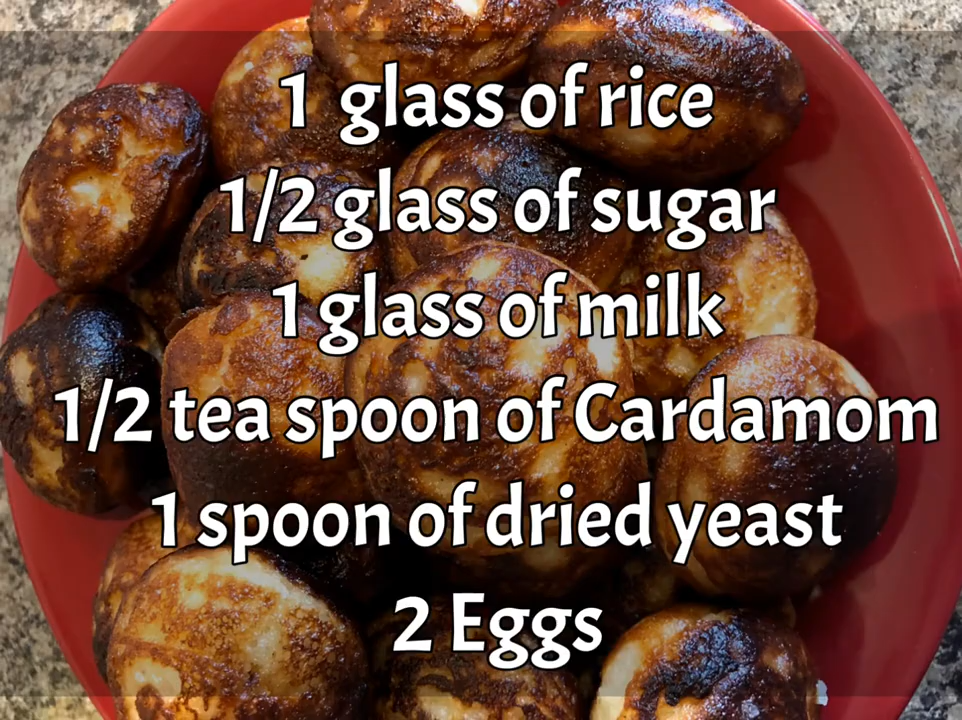 1 glass of rice
1/2 glass of sugar
1 glass of milk
1/2 tea spoon of Cardamom
1 spoon of dried yeast
2 Eggs